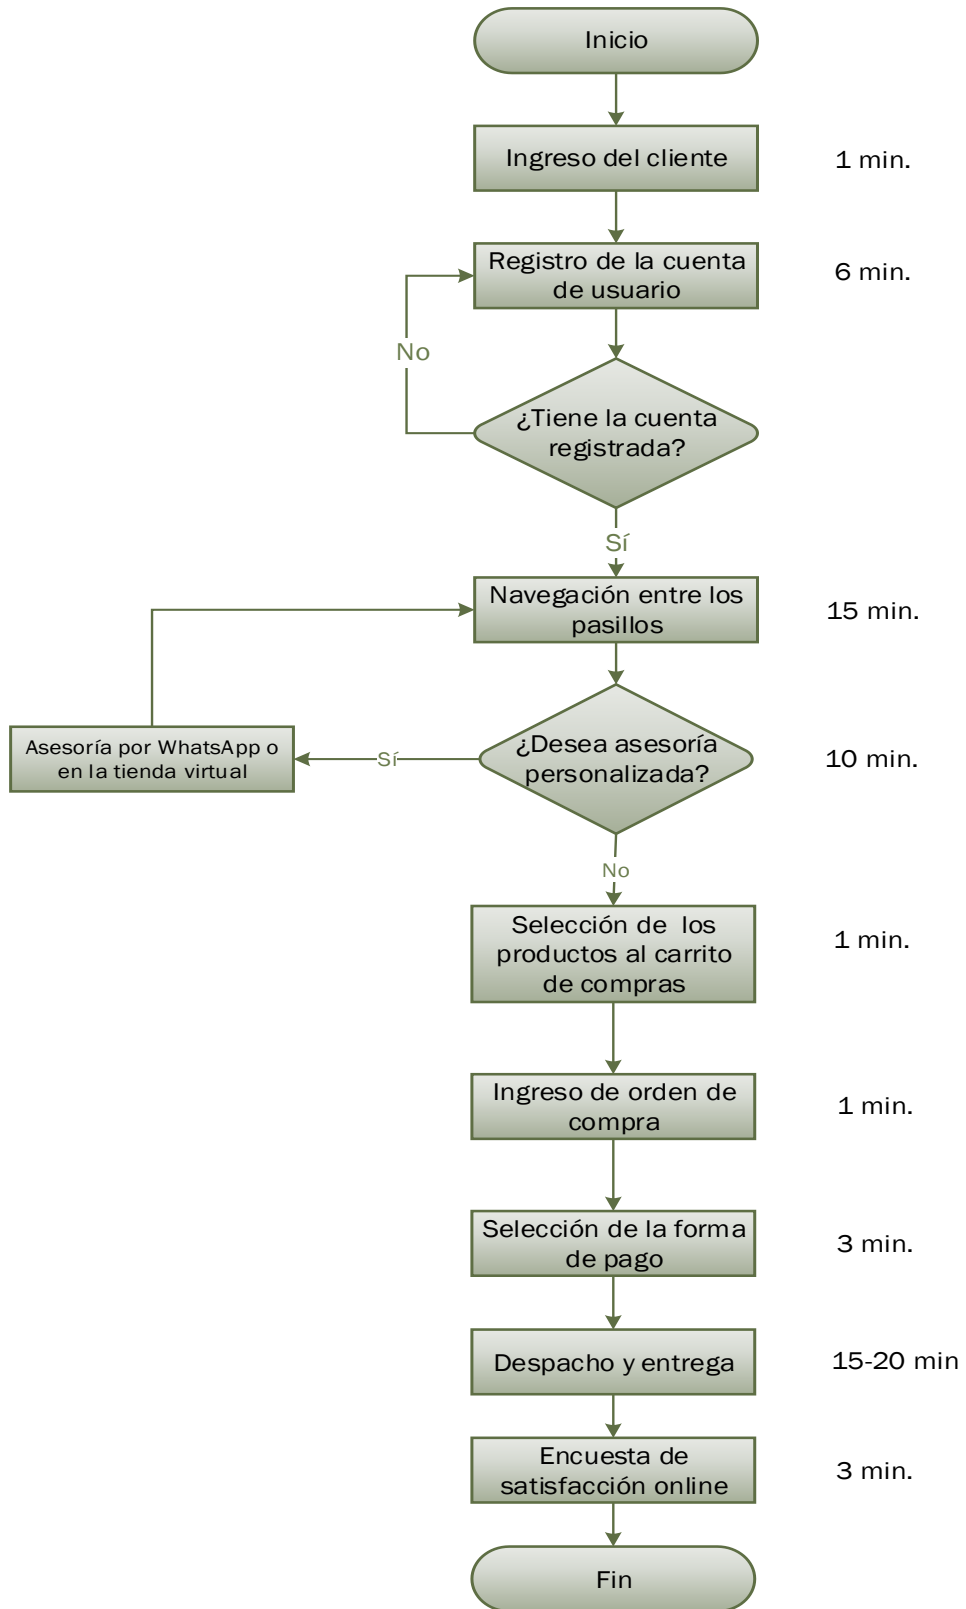 Inicio
Ingreso del cliente
1 min.
Registro de la cuenta
de usuario
6 min.
No
¿Tiene la cuenta
registrada?
Sí
Navegación entre los
pasillos
15 min.
Asesoría por WhatsApp o
en la tienda virtual
Sí
¿Desea asesoría
personalizada?
10 min.
No
Selección de los
productos al carrito
de compras
1 min.
Ingreso de orden de
compra
1 min.
Selección de la forma
de pago
3 min.
Despacho y entrega
15-20 min
Encuesta de
satisfacción online
3 min.
Fin